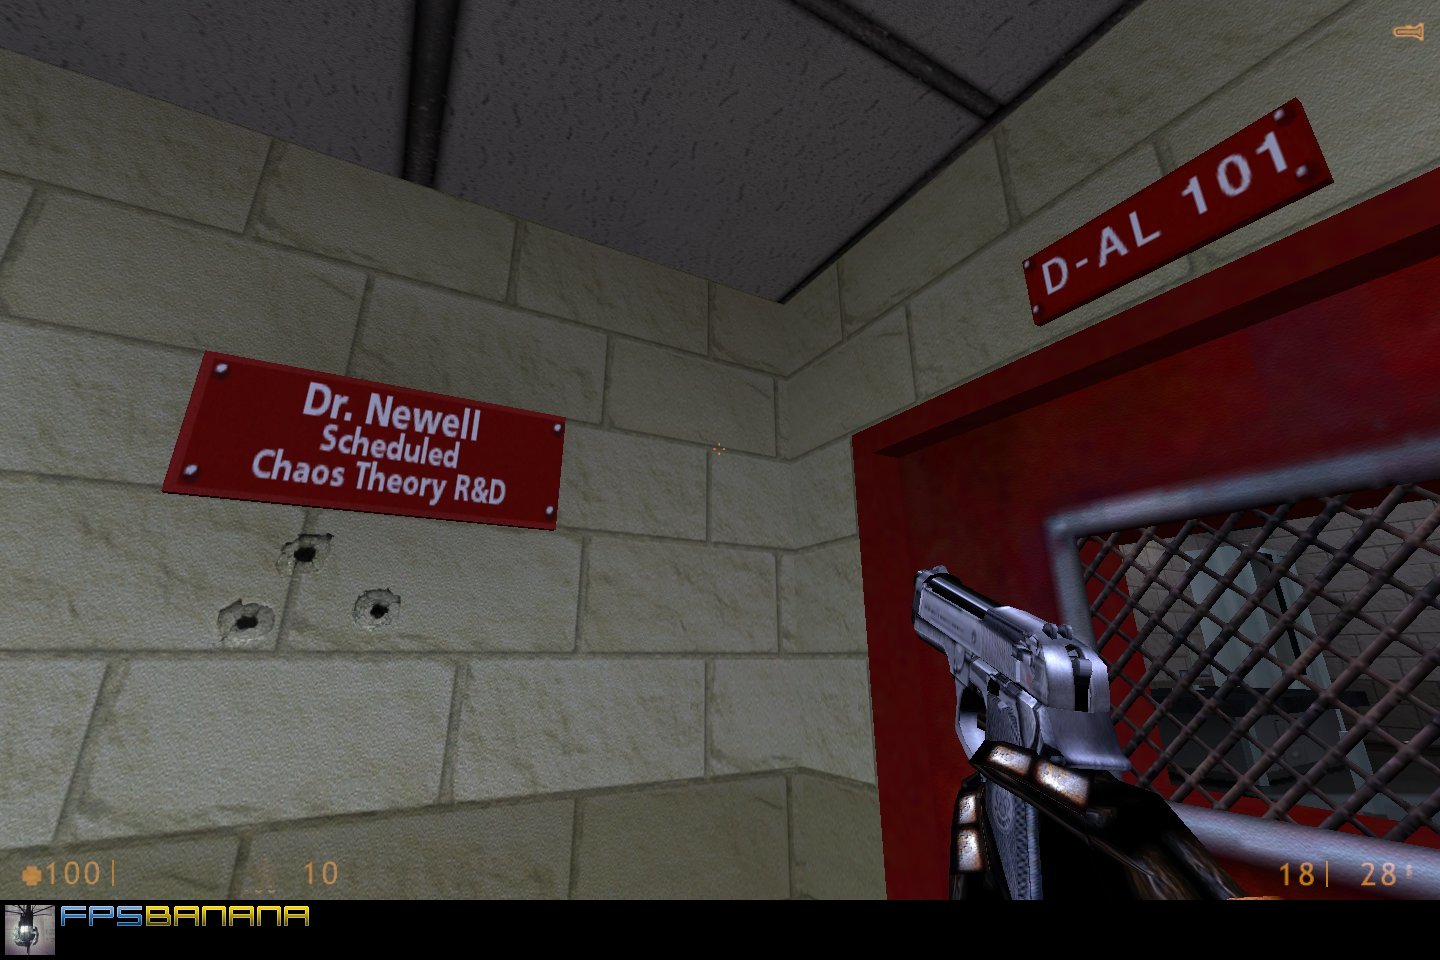 D-AL 101
Dr. Newell
Scheduled
Chaos Theory R&D
100| 10
18| 28
FPSBANANA